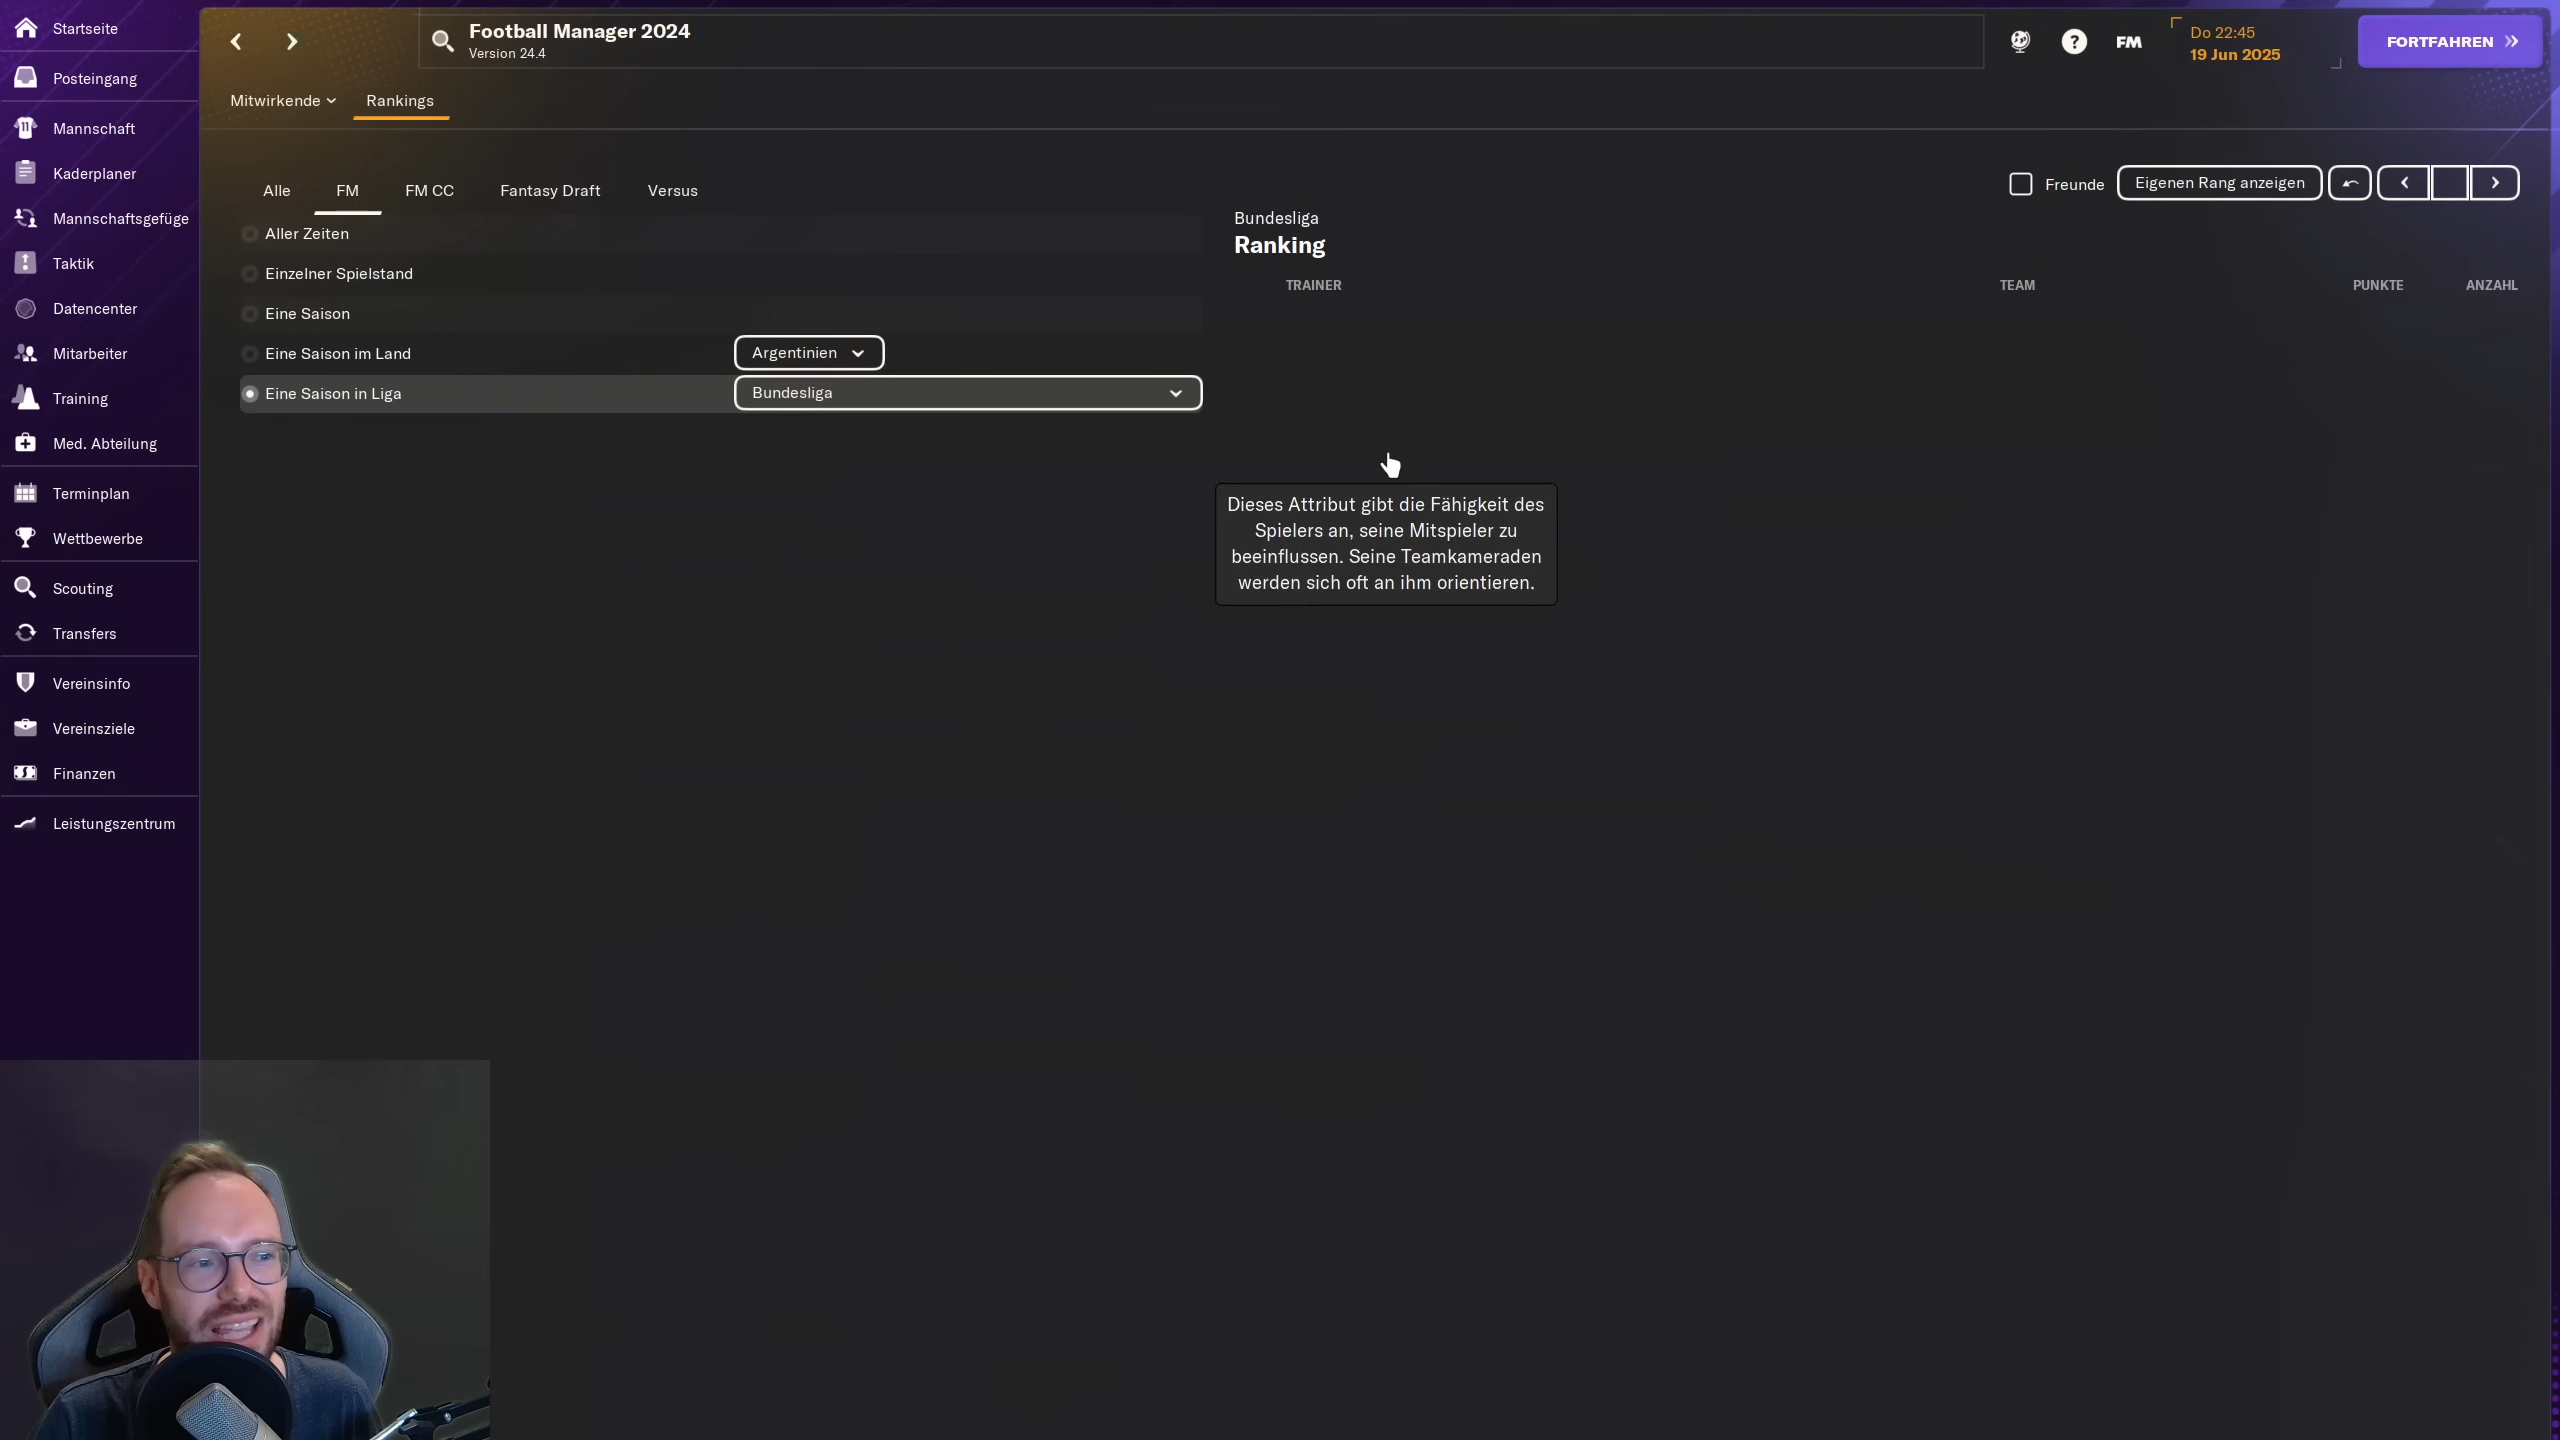 Startseite
Posteingang
Mannschaft
Kaderplaner
Mannschaftsgefüge
Taktik
Datencenter
Mitarbeiter
Training
Med. Abteilung
Terminplan
Wettbewerbe
Scouting
Transfers
Vereinsinfo
Vereinsziele
Finanzen
Leistungszentrum
Football Manager 2024
Version 24.4
FM
Do 22:45
19 Jun 2025
FORTFAHREN
Mitwirkende
Rankings
Alle
FM
FM CC
Fantasy Draft
Versus
Freunde
Eigenen Rang anzeigen
Aller Zeiten
Einzelner Spielstand
Eine Saison
Eine Saison im Land
Argentinien
Eine Saison in Liga
Bundesliga
Bundesliga
Ranking
TRAINER
TEAM
PUNKTE
ANZAHL
Dieses Attribut gibt die Fähigkeit des
Spielers an, seine Mitspieler zu
beeinflussen. Seine Teamkameraden
werden sich oft an ihm orientieren.